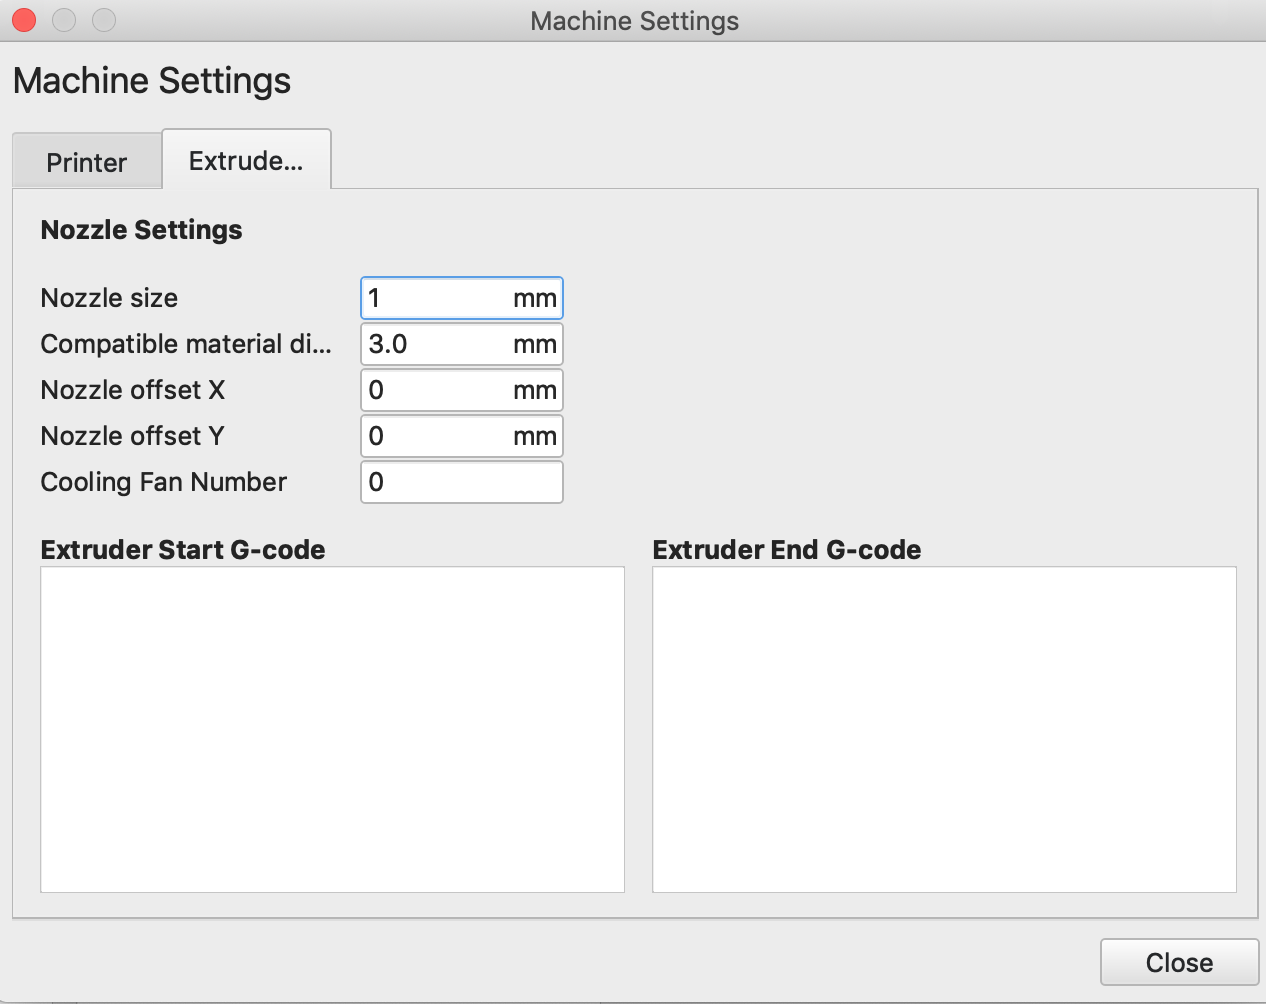 Machine Settings
Machine Settings
Printer
Extrude...
Nozzle Settings
Nozzle size 1 mm
Compatible material di... 3.0 mm
Nozzle offset X 0 mm
Nozzle offset Y 0 mm
Cooling Fan Number 0
Extruder Start G-code
Extruder End G-code
Close